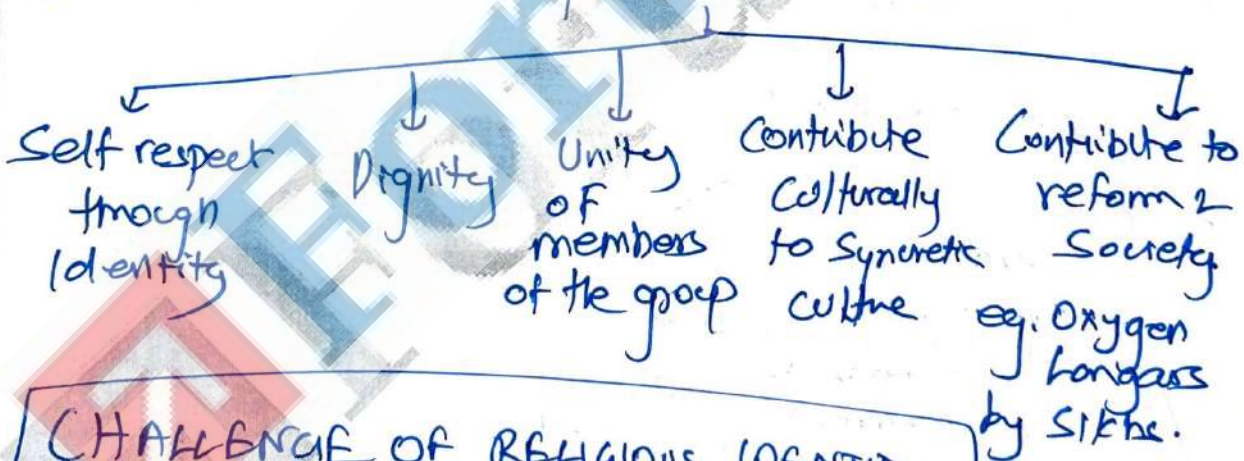 Self respect
through
Identity
Dignity
Unity
of
members
of the group
Contribute
Culturally
to Syncretic
culture
Contribute to
reform &
Society
eg. Oxygen
Langars
by Sikhs.
CHALLENGE OF RELIGIOUS IDENTITY